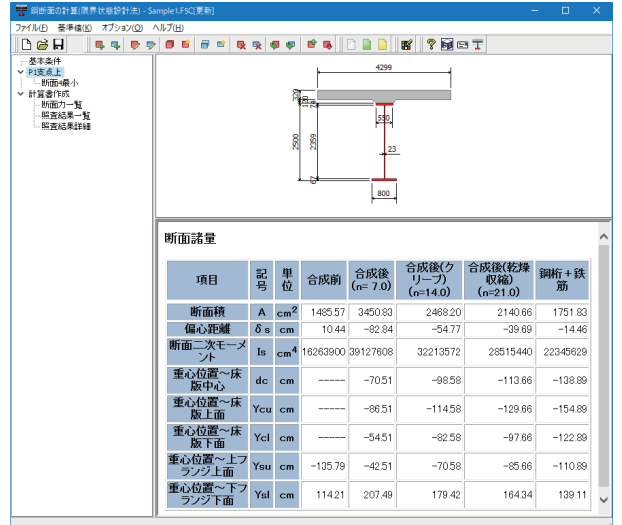 鋼断面の計算(限界状態設計法) - Sample1.F5C[更新]
ファイル(F) 基準値(K) オプション(O) ヘルプ(H)
基本条件
P1支点上
断面4最小
計算書作成
断面力一覧
照査結果一覧
照査結果詳細
4299
550
2500
2359
23
67
800
断面諸量
項目 記号 単位 合成前 合成後(n= 7.0) 合成後(クリープ)(n=14.0) 合成後(乾燥収縮)(n=21.0) 鋼桁+鉄筋
断面積 A cm2 1485.57 3450.83 2468.20 2140.66 1751.83
偏心距離 δs cm 10.44 -82.84 -54.77 -39.69 -14.46
断面二次モーメント Is cm4 16263900 39127608 32213572 28515440 22345629
重心位置～床版中心 dc cm ----- -70.51 -98.58 -113.66 -138.89
重心位置～床版上面 Ycu cm ----- -86.51 -114.58 -129.66 -154.89
重心位置～床版下面 Ycl cm ----- -54.51 -82.58 -97.66 -122.89
重心位置～上フランジ上面 Ysu cm -135.79 -42.51 -70.58 -85.66 -110.89
重心位置～下フランジ下面 Ysl cm 114.21 207.49 179.42 164.34 139.11